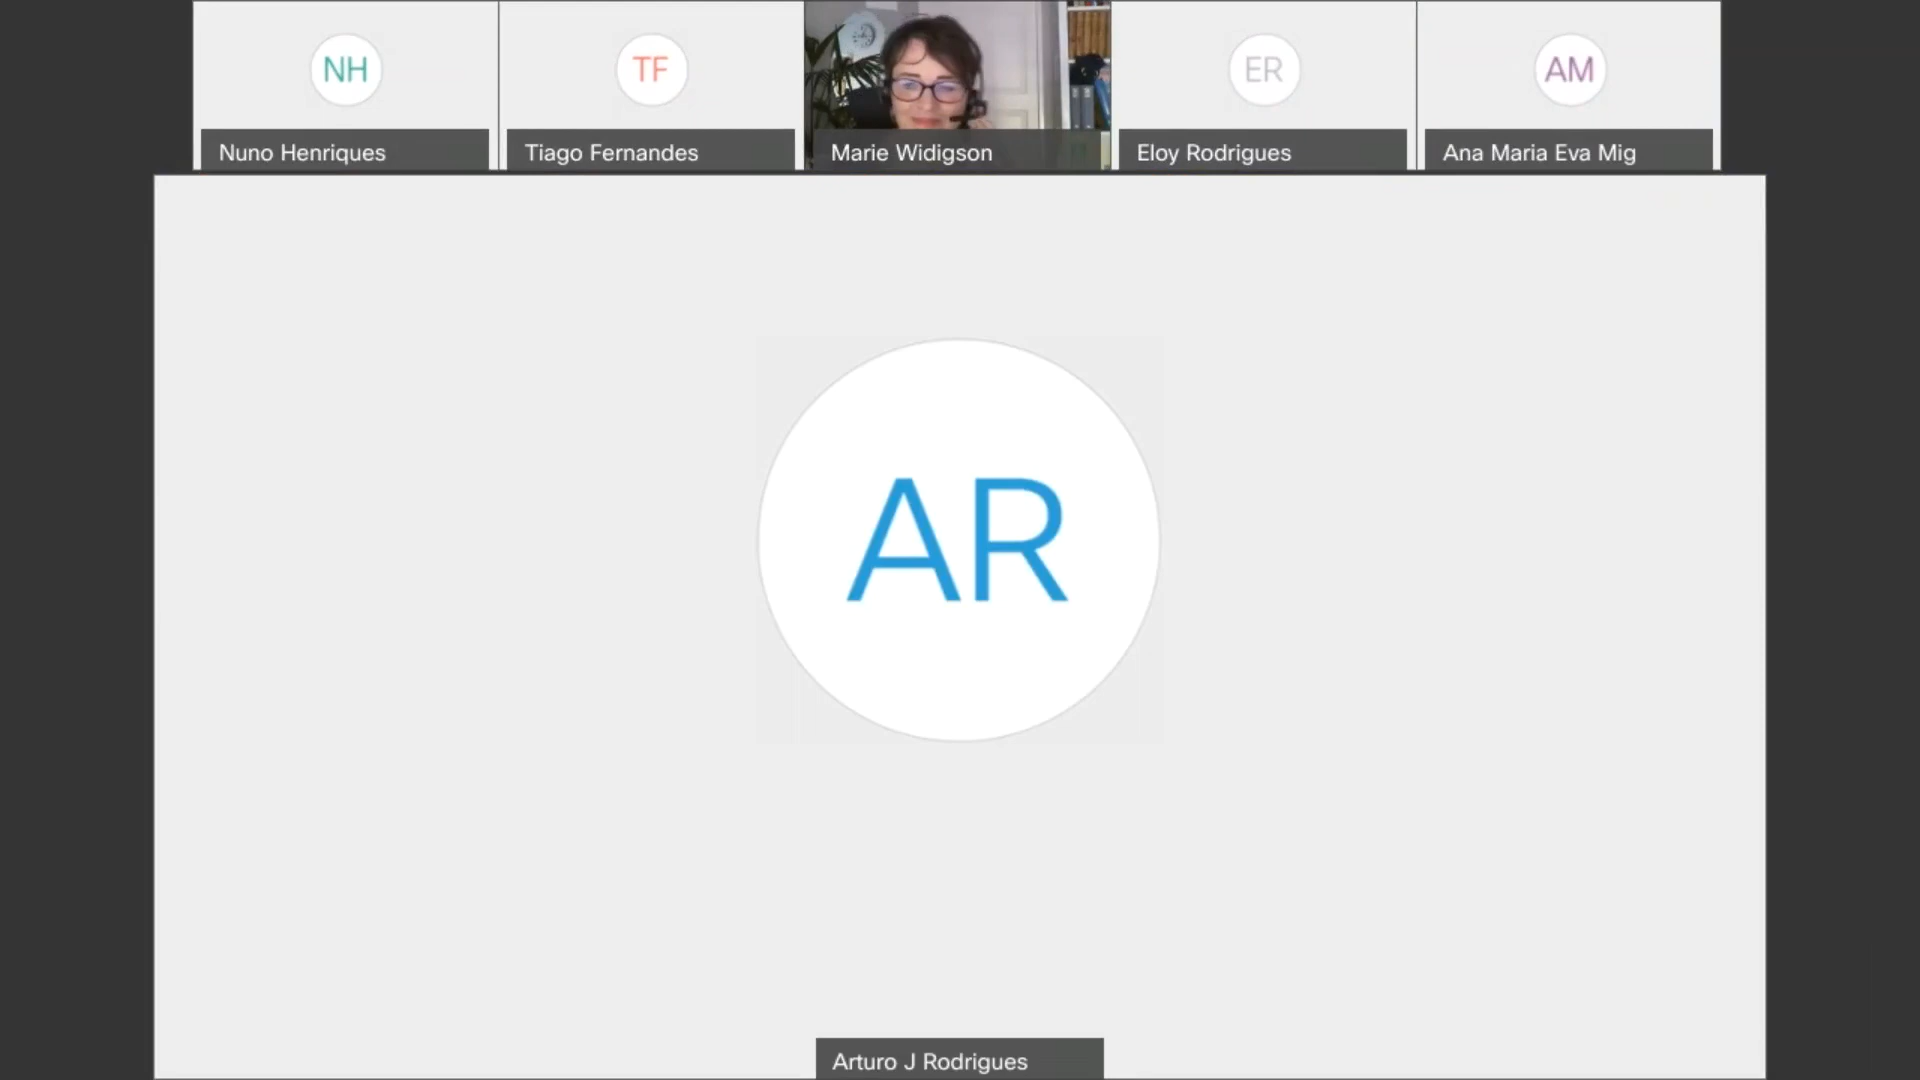 NH
TF
ER
AM
Nuno Henriques
Tiago Fernandes
Marie Widigson
Eloy Rodrigues
Ana Maria Eva Mig
AR
Arturo J Rodrigues